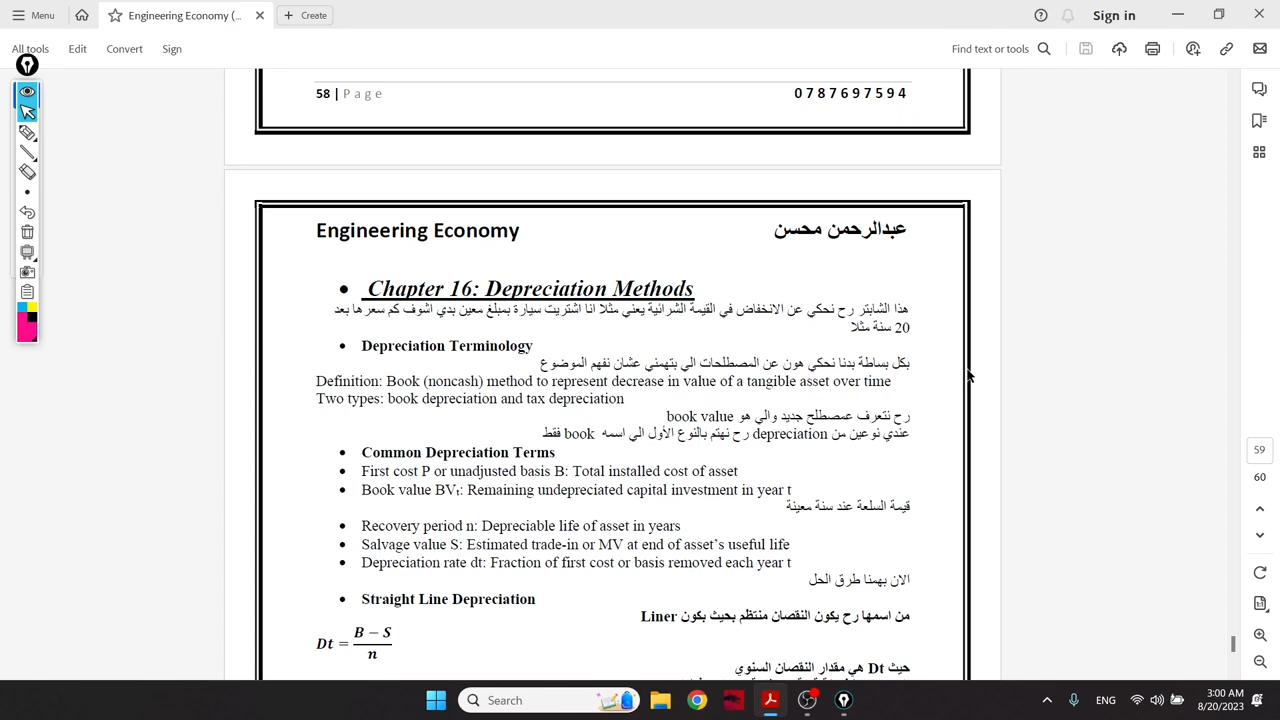 Menu
Engineering Economy (...
Create
Sign in
All tools
Edit
Convert
Sign
Find text or tools
58 | Page
0787697594
Engineering Economy
عبدالرحمن محسن
• Chapter 16: Depreciation Methods
هذا الشابتر رح نحكي عن الانخفاض في القيمة الشرائية يعني مثلا انا اشتريت سيارة بمبلغ معين بدي اشوف كم سعرها بعد
20 سنة مثلا
• Depreciation Terminology
بكل بساطة بدنا نحكي هون عن المصطلحات الي بتهمني عشان نفهم الموضوع
Definition: Book (noncash) method to represent decrease in value of a tangible asset over time
Two types: book depreciation and tax depreciation
رح نتعرف عمصطلح جديد والي هو book value
عندي نوعين من depreciation رح نهتم بالنوع الأول الي اسمه book فقط
• Common Depreciation Terms
• First cost P or unadjusted basis B: Total installed cost of asset
• Book value BVₜ: Remaining undepreciated capital investment in year t
قيمة السلعة عند سنة معينة
• Recovery period n: Depreciable life of asset in years
• Salvage value S: Estimated trade-in or MV at end of asset's useful life
• Depreciation rate dt: Fraction of first cost or basis removed each year t
الان بهمنا طرق الحل
• Straight Line Depreciation
من اسمها رح يكون النقصان منتظم بحيث بكون Liner
Dt = B − S / n
حيث Dt هي مقدار النقصان السنوي
59
60
Search
ENG
3:00 AM
8/20/2023